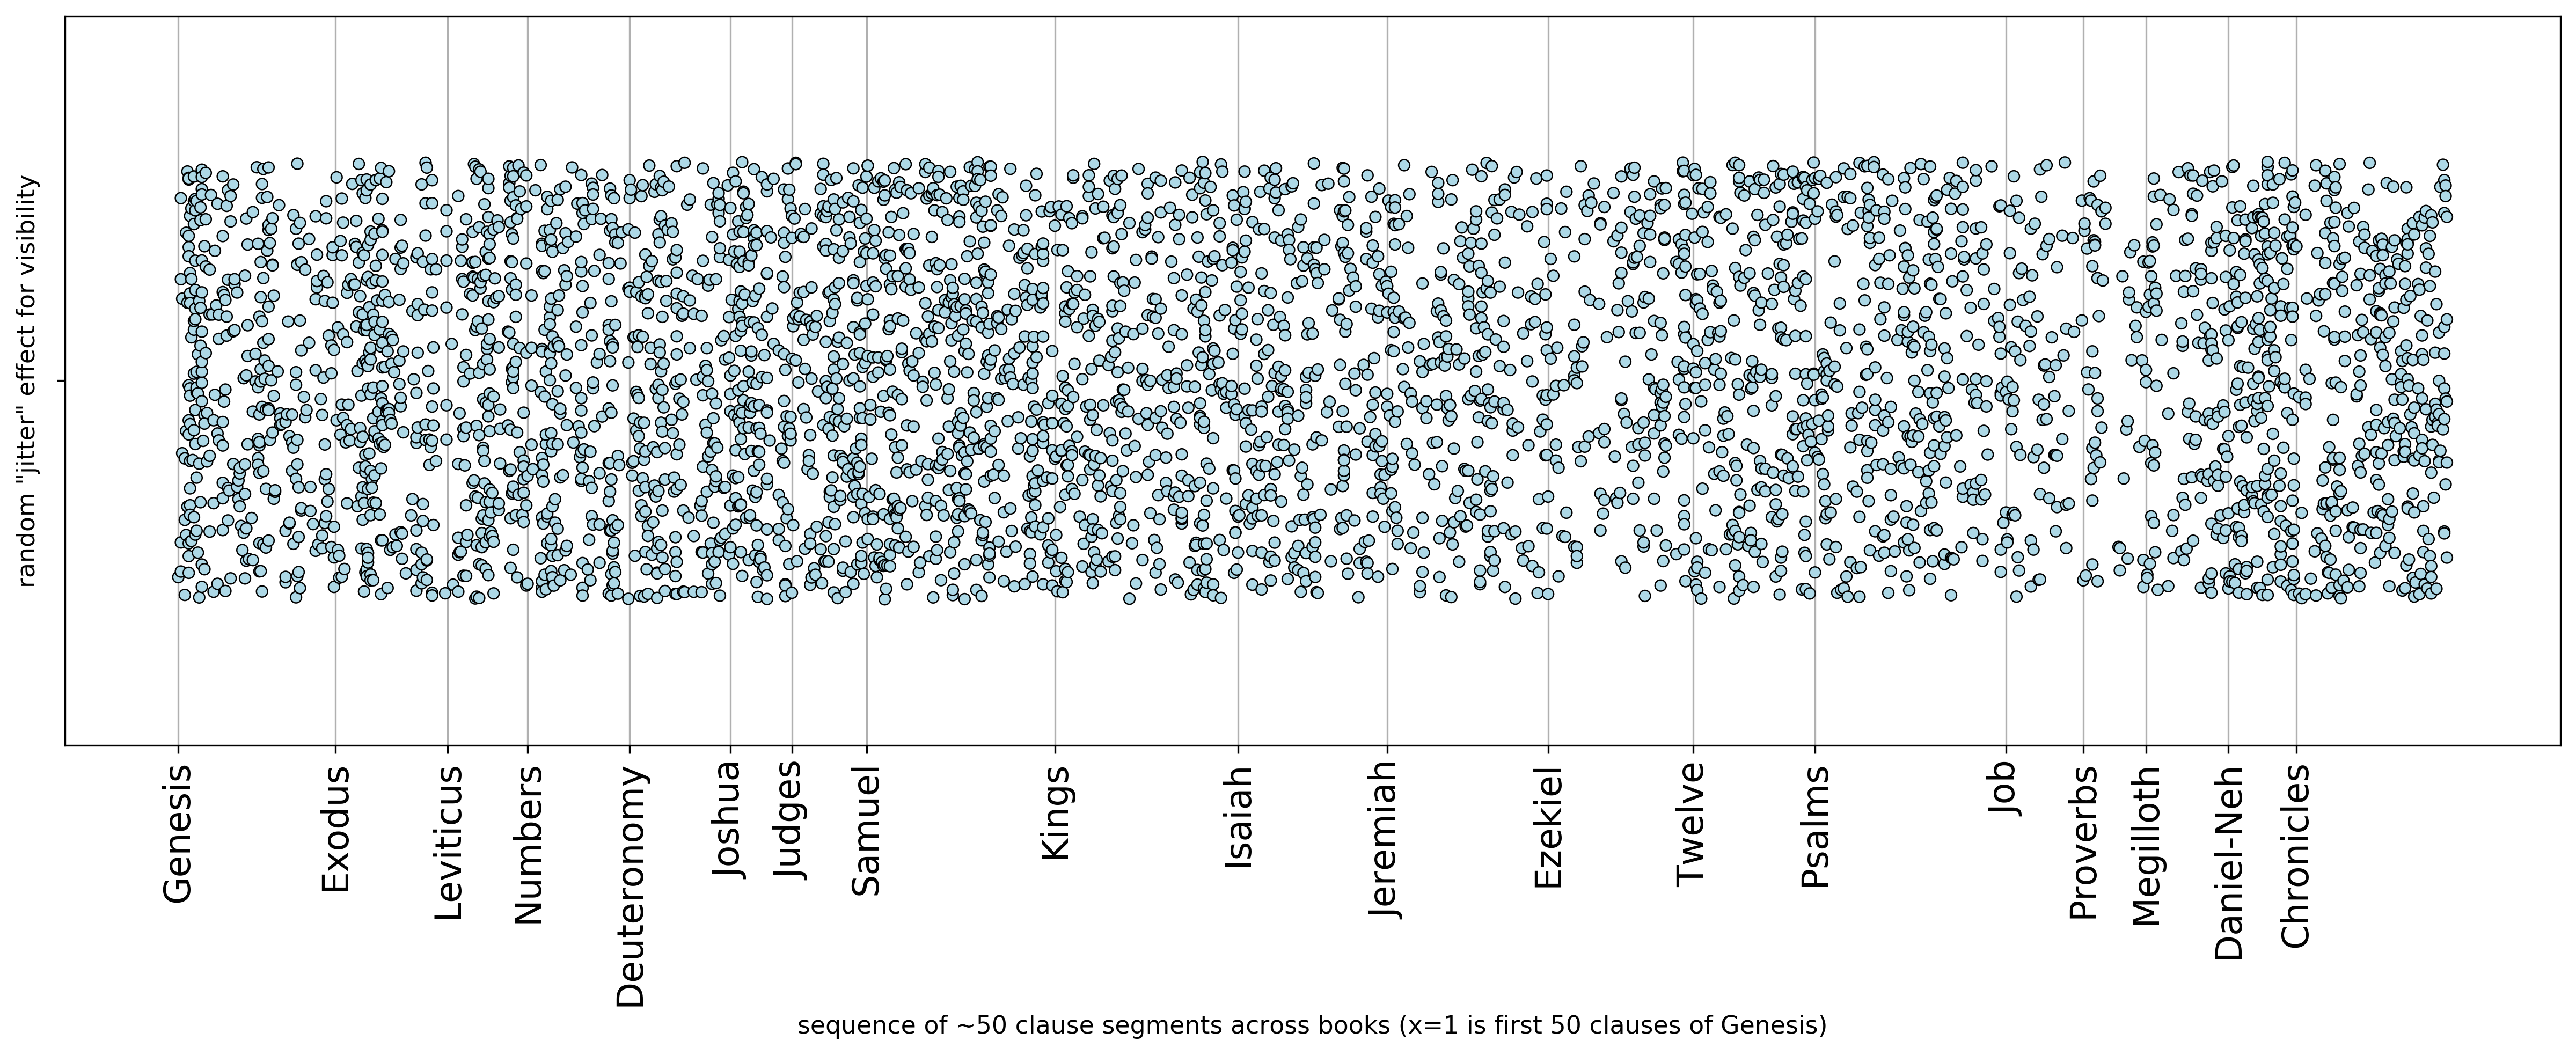 random "jitter" effect for visibility
Genesis
Exodus
Leviticus
Numbers
Deuteronomy
Joshua
Judges
Samuel
Kings
Isaiah
Jeremiah
Ezekiel
Twelve
Psalms
Job
Proverbs
Megilloth
Daniel-Neh
Chronicles
sequence of ~50 clause segments across books (x=1 is first 50 clauses of Genesis)